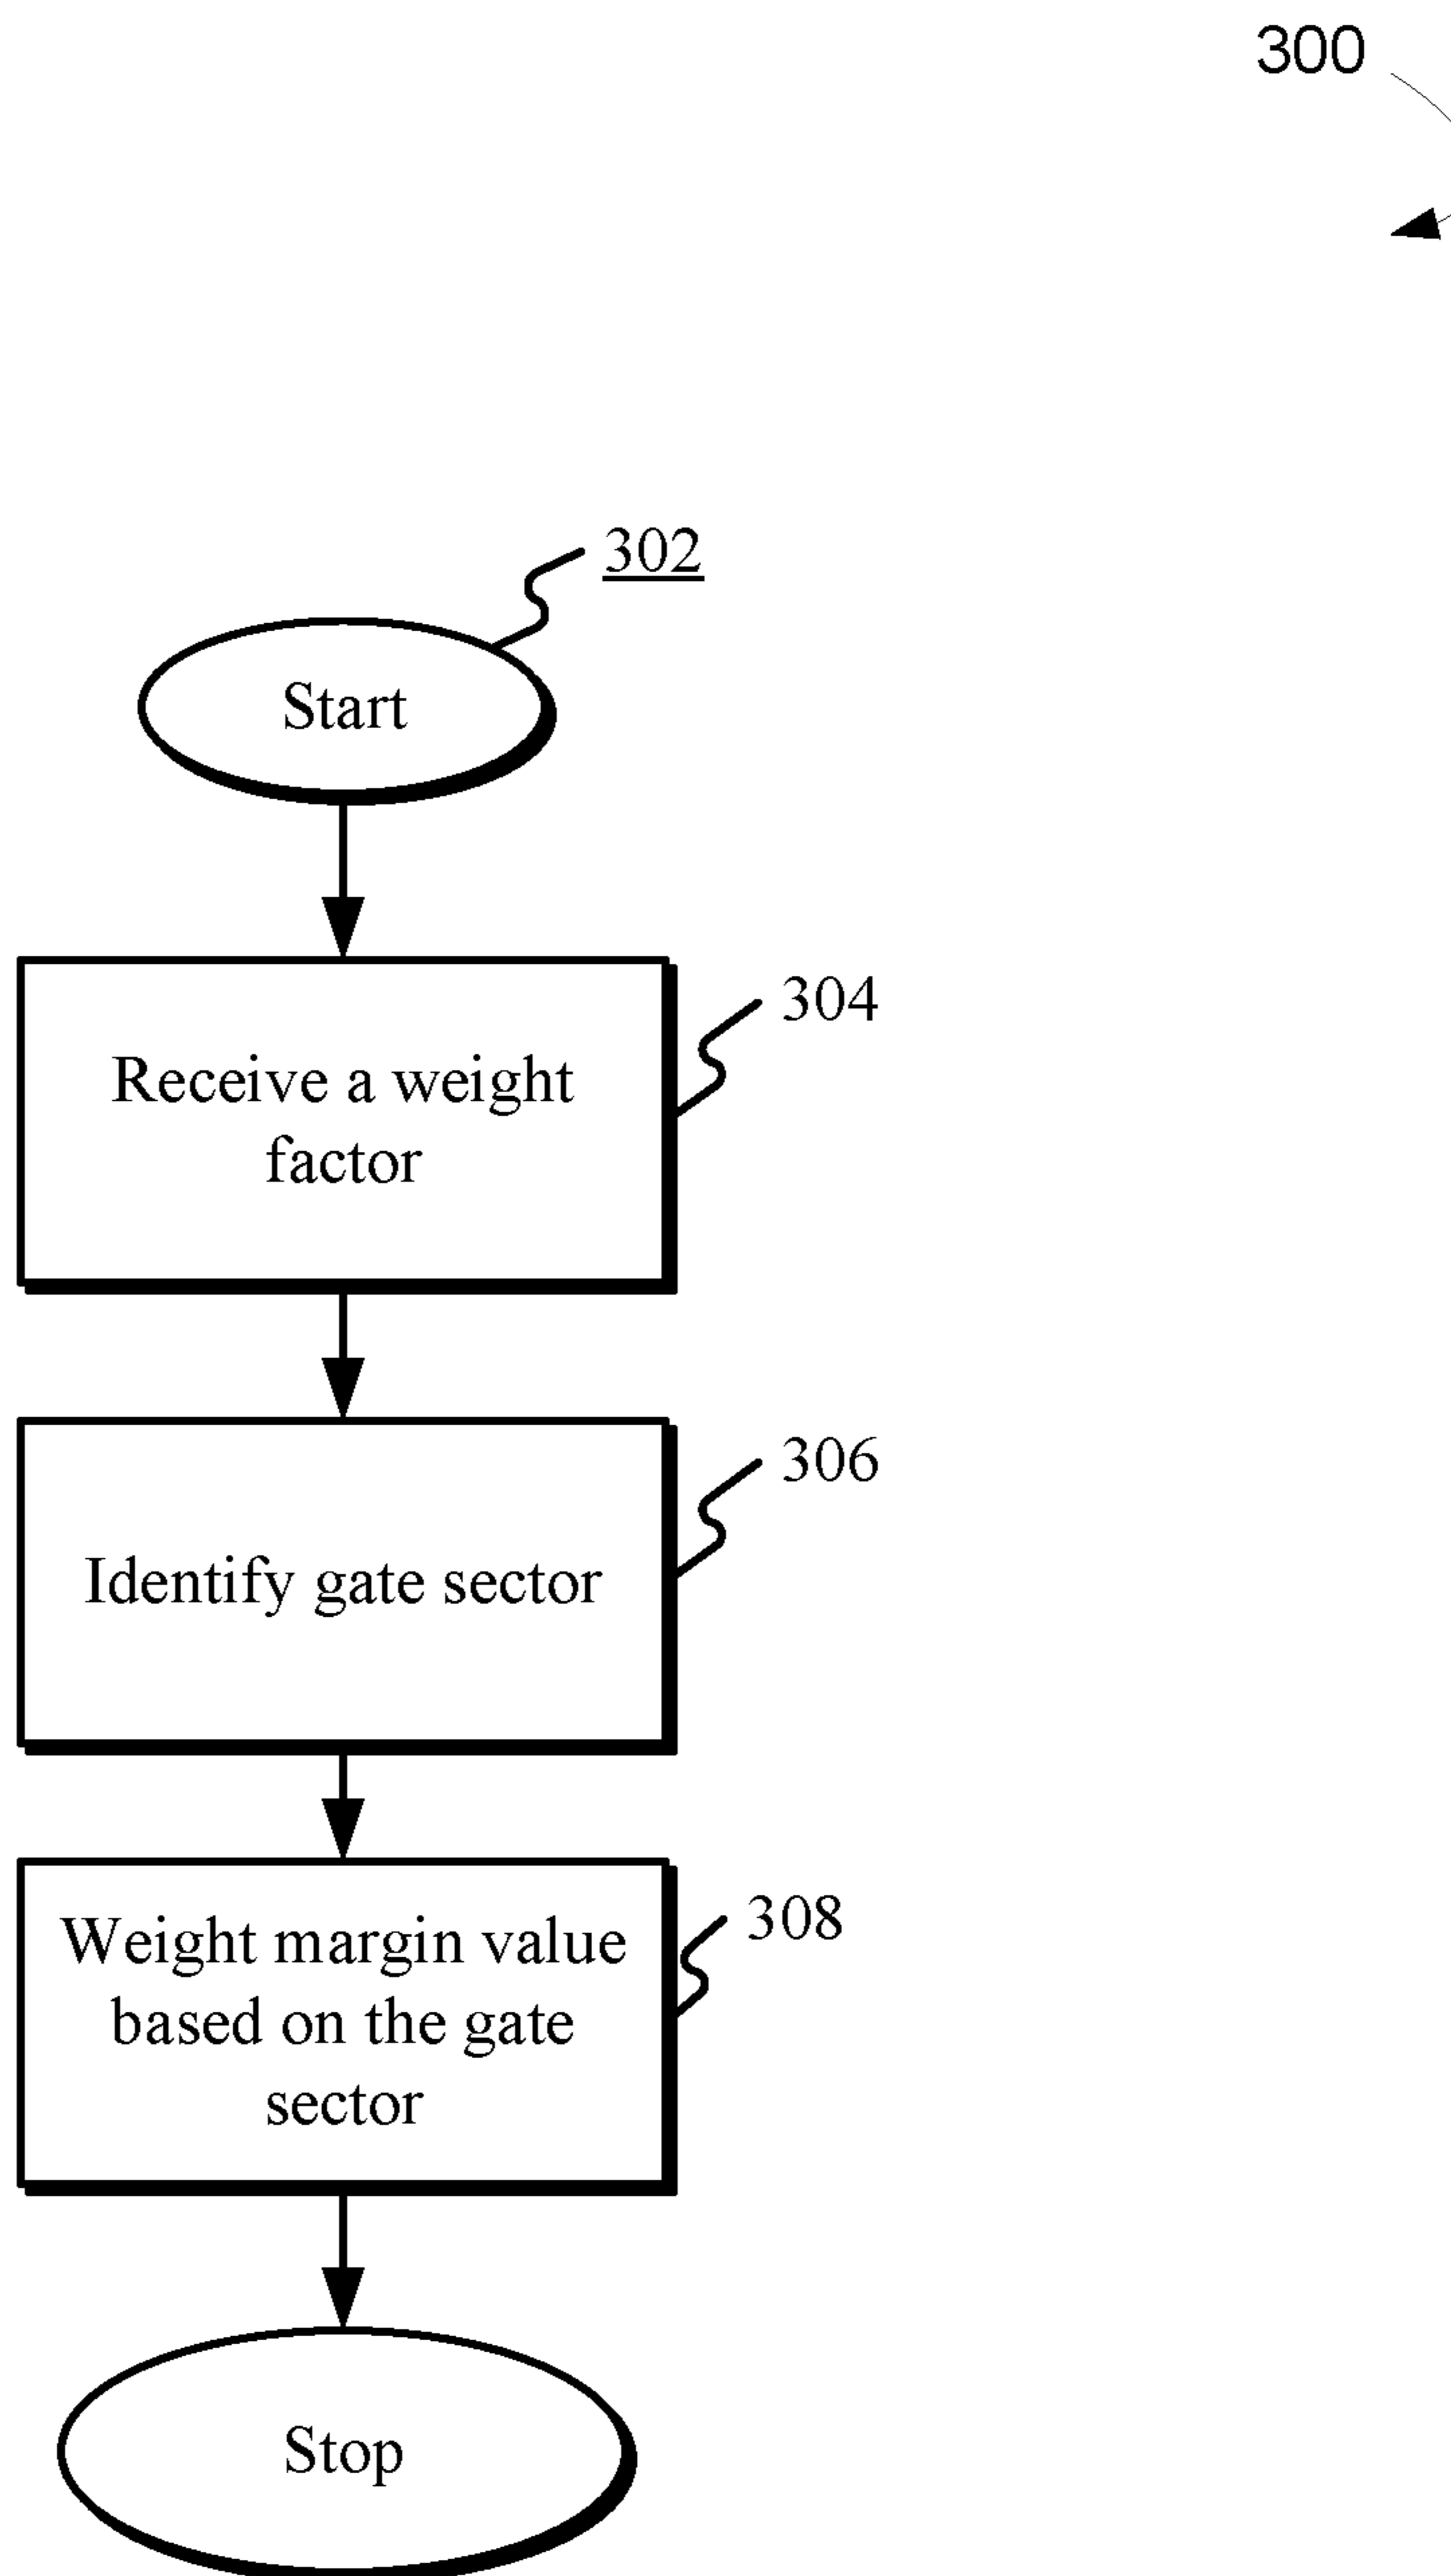 300
302
Start
304
Receive a weight
factor
306
Identify gate sector
308
Weight margin value
based on the gate
sector
Stop